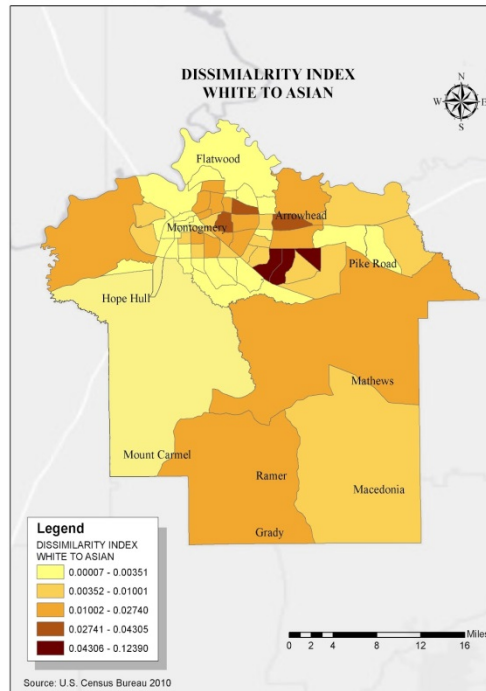 DISSIMIALRITY INDEX
WHITE TO ASIAN
N
W
E
S
Flatwood
Montogmery
Arrowhead
Pike Road
Hope Hull
Mathews
Mount Carmel
Ramer
Macedonia
Grady
Legend
DISSIMILARITY INDEX
WHITE TO ASIAN
0.00007 - 0.00351
0.00352 - 0.01001
0.01002 - 0.02740
0.02741 - 0.04305
0.04306 - 0.12390
Miles
0 2 4 8 12 16
Source: U.S. Census Bureau 2010